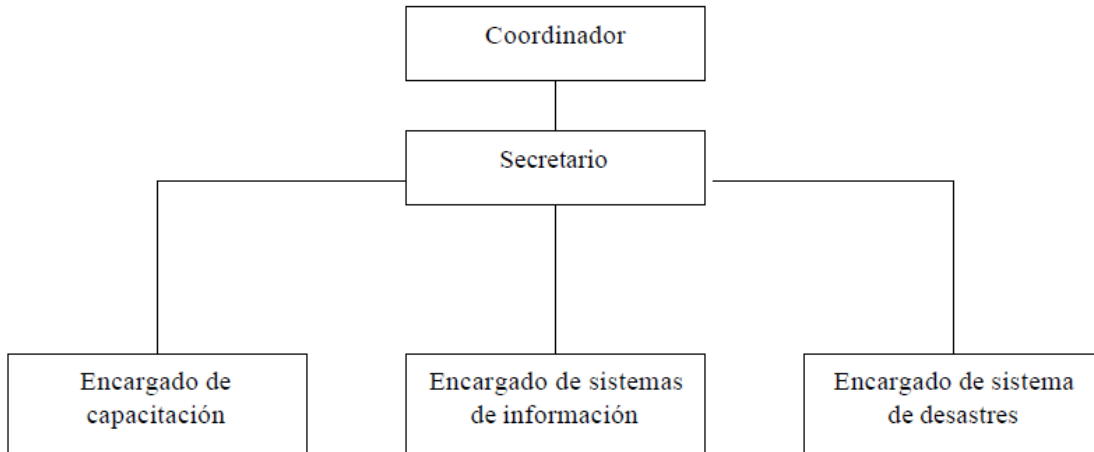 Coordinador
Secretario
Encargado de
capacitación
Encargado de sistemas
de información
Encargado de sistema
de desastres